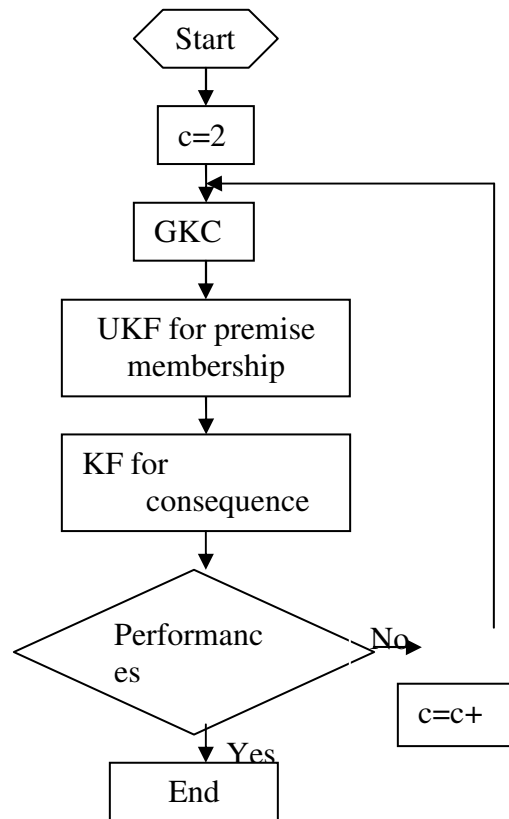 Start
c=2
GKC
UKF for premise
membership
KF for
consequence
Performanc
es
No
c=c+
Yes
End